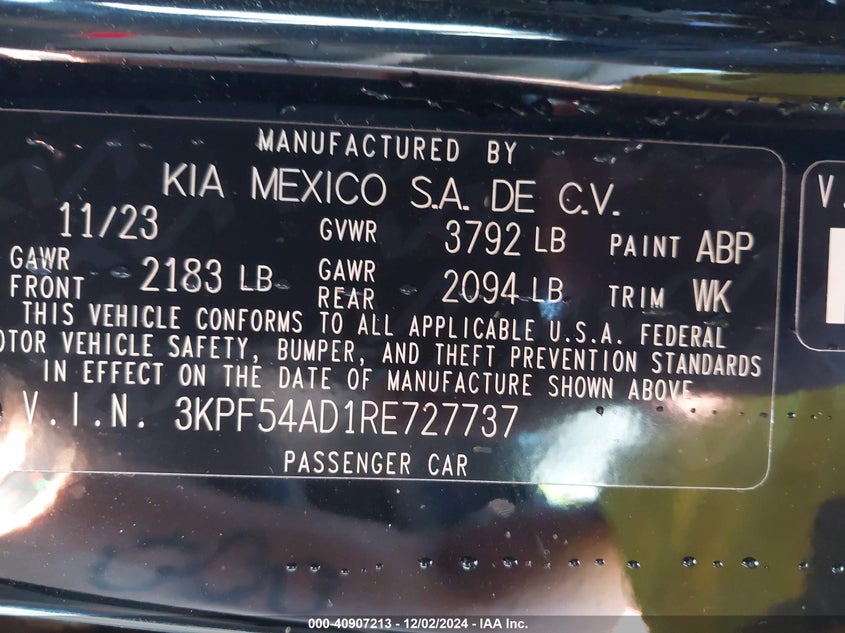 MANUFACTURED BY
KIA MEXICO S.A. DE C.V.
11/23 GVWR 3792 LB PAINT ABP
GAWR FRONT 2183 LB GAWR REAR 2094 LB TRIM WK
THIS VEHICLE CONFORMS TO ALL APPLICABLE U.S.A. FEDERAL
OTOR VEHICLE SAFETY, BUMPER, AND THEFT PREVENTION STANDARDS
IN EFFECT ON THE DATE OF MANUFACTURE SHOWN ABOVE
V.I.N. 3KPF54AD1RE727737
PASSENGER CAR
V.
000-40907213 - 12/02/2024 - IAA Inc.